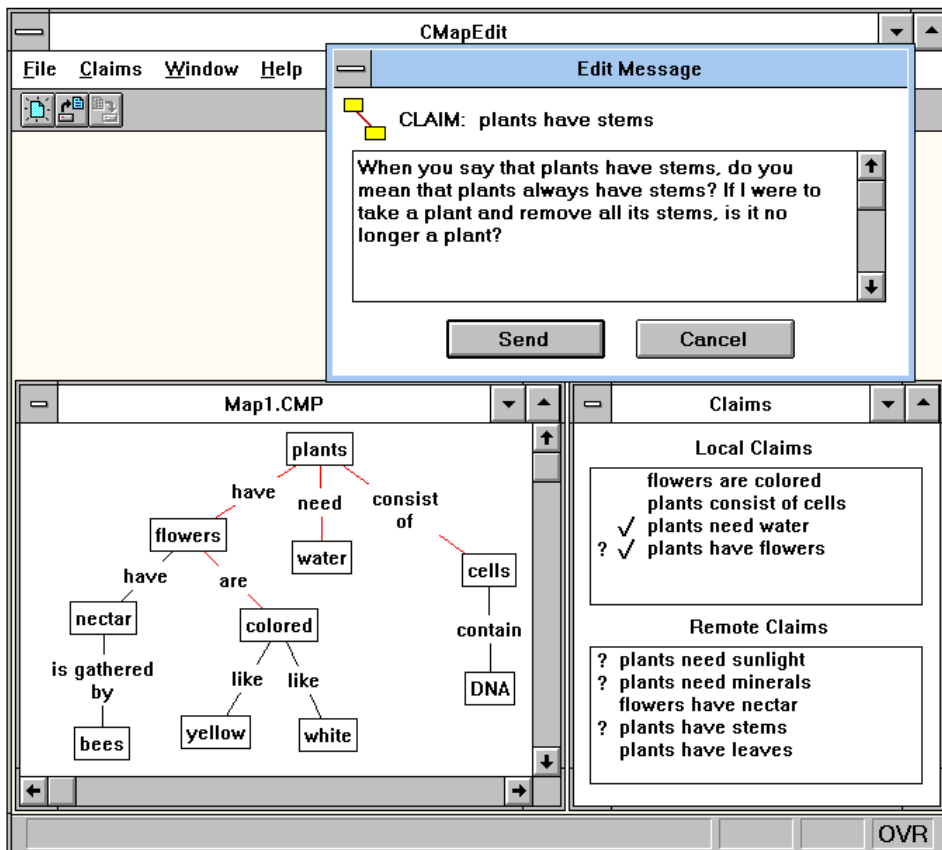 CMapEdit
File Claims Window Help
Edit Message
CLAIM: plants have stems
When you say that plants have stems, do you
mean that plants always have stems? If I were to
take a plant and remove all its stems, is it no
longer a plant?
Send Cancel
Map1.CMP
plants
have need consist
of
flowers water cells
have are contain
nectar colored DNA
is gathered
by
like like
bees yellow white
Claims
Local Claims
flowers are colored
plants consist of cells
✓ plants need water
? ✓ plants have flowers
Remote Claims
? plants need sunlight
? plants need minerals
flowers have nectar
? plants have stems
plants have leaves
OVR